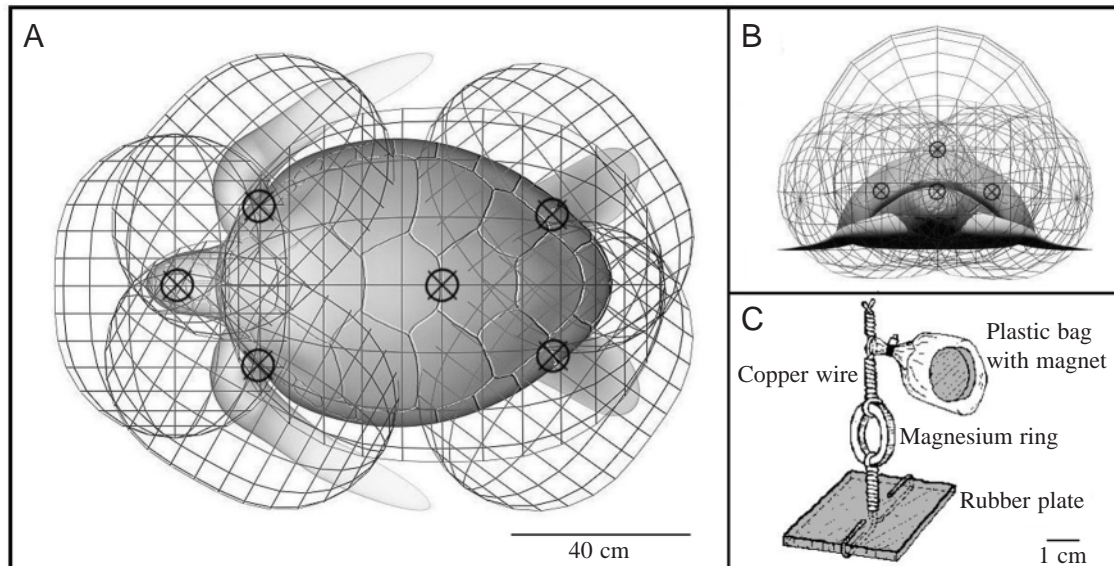 A
40 cm
B
C
Plastic bag
with magnet
Copper wire
Magnesium ring
Rubber plate
1 cm